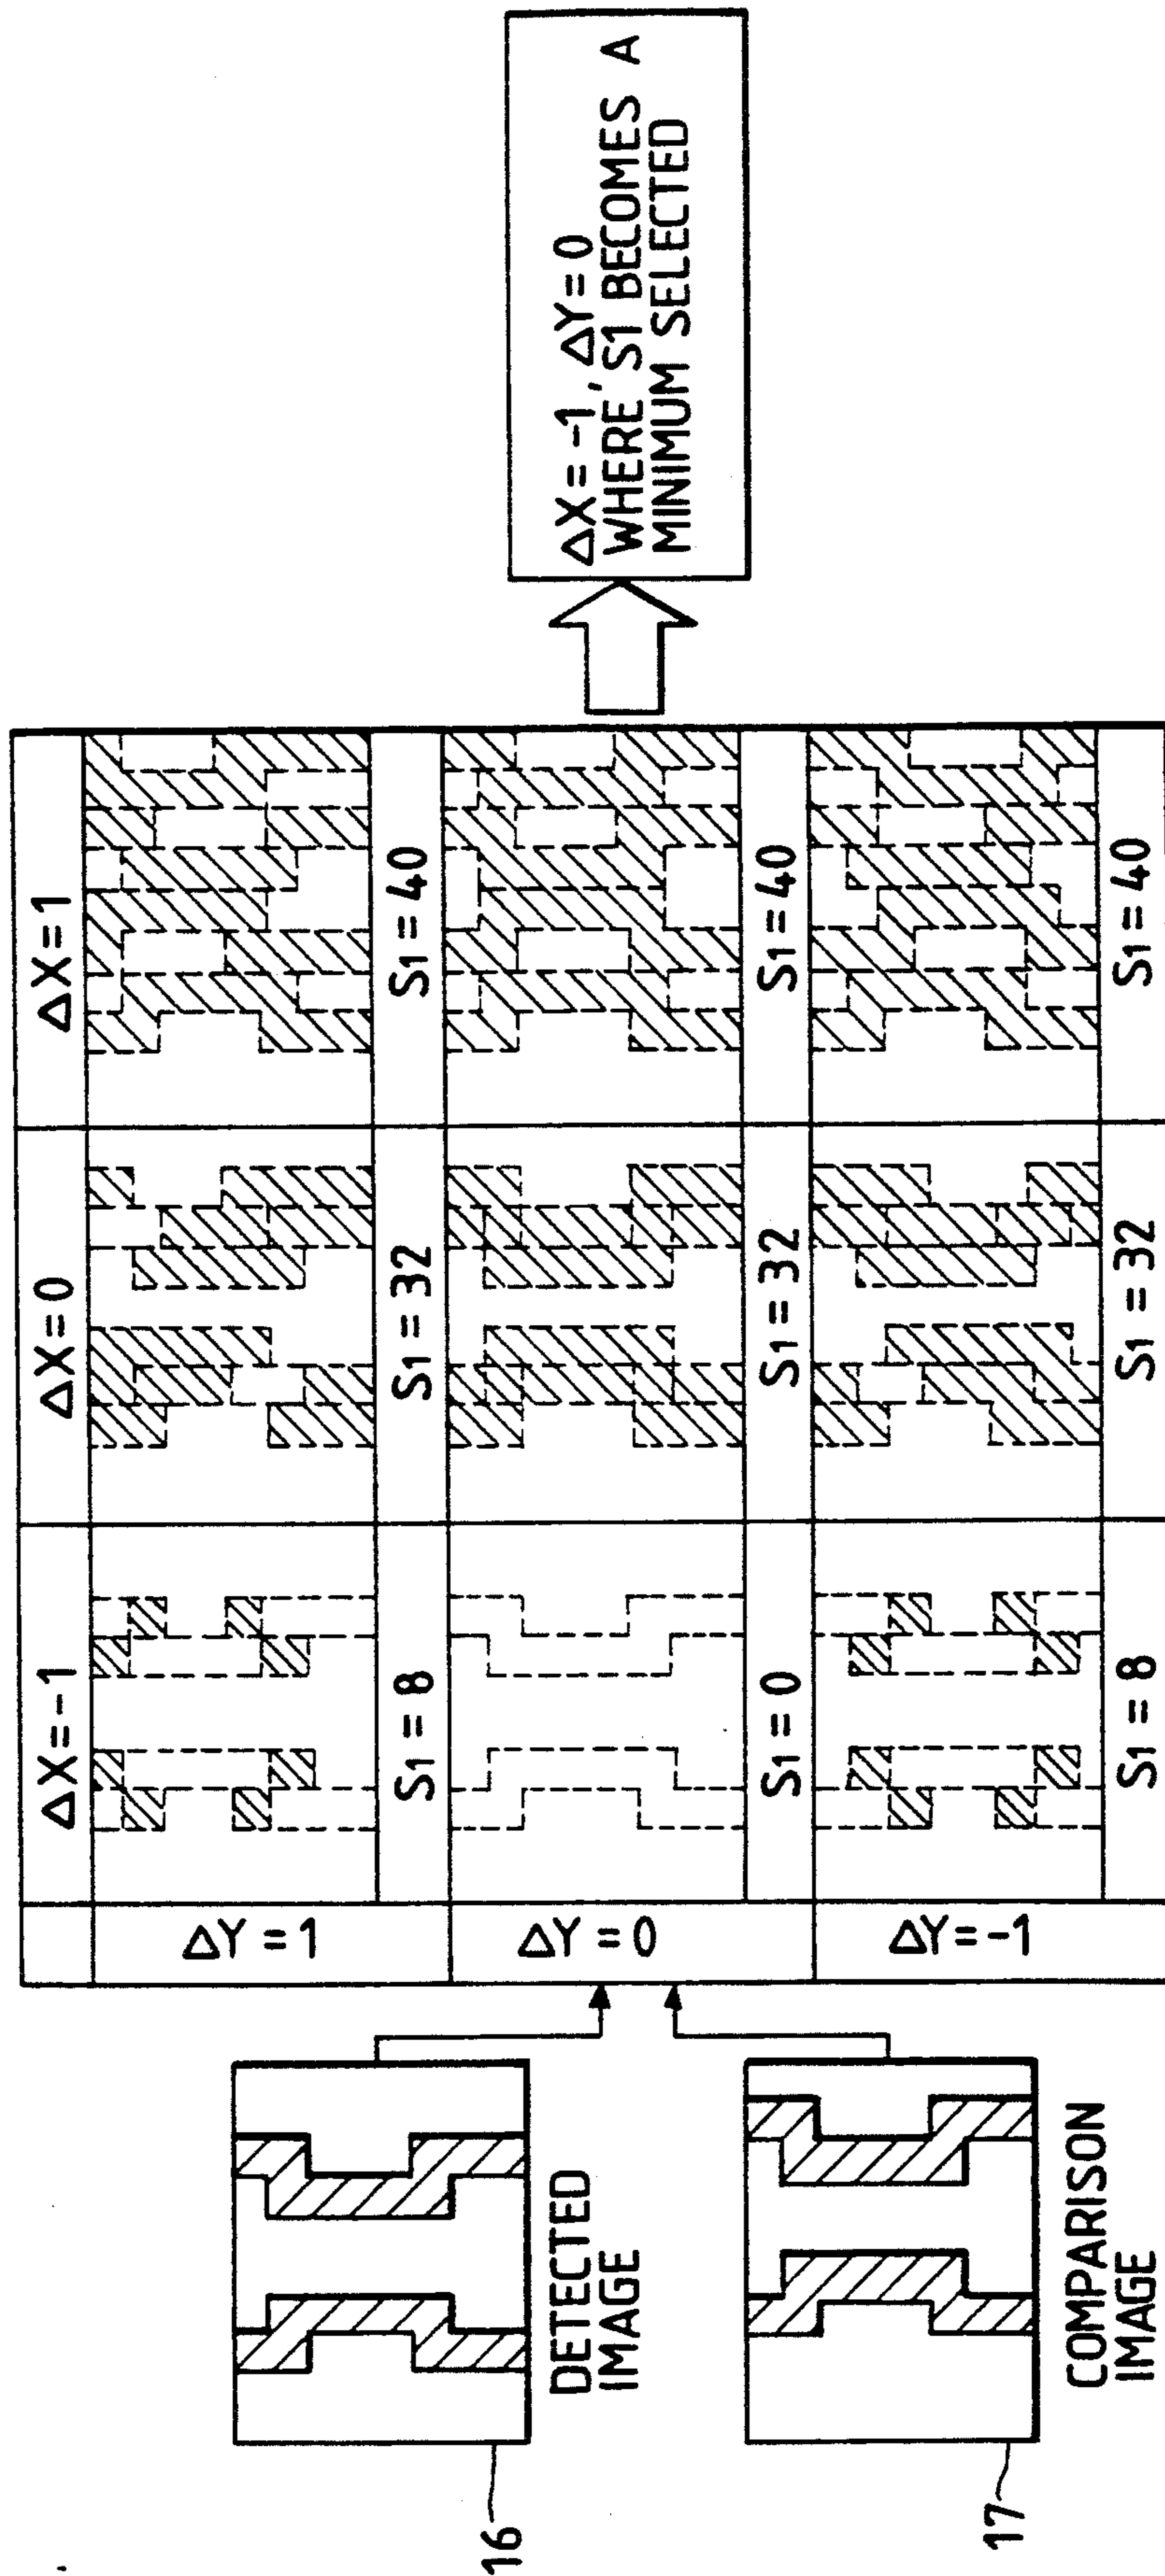 ΔX=-1
ΔX=0
ΔX=1
ΔY=1
S1=8
S1=32
S1=40
ΔY=0
S1=0
S1=32
S1=40
ΔY=-1
S1=8
S1=32
S1=40
16
DETECTED
IMAGE
17
COMPARISON
IMAGE
ΔX=-1, ΔY=0
WHERE S1 BECOMES A
MINIMUM SELECTED